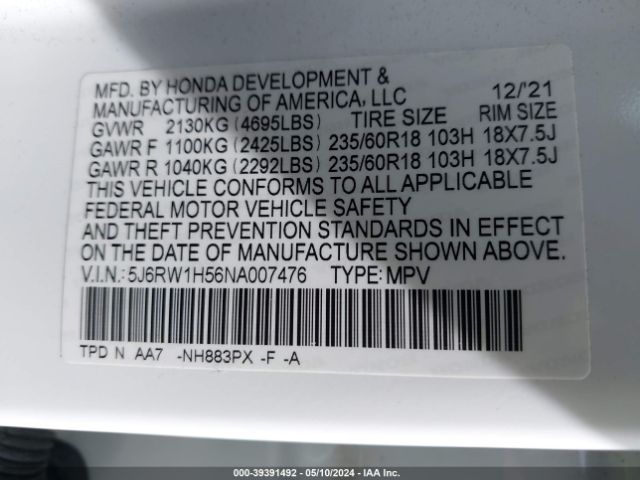 MFD. BY HONDA DEVELOPMENT &
MANUFACTURING OF AMERICA, LLC 12/'21
GVWR 2130KG (4695LBS) TIRE SIZE RIM SIZE
GAWR F 1100KG (2425LBS) 235/60R18 103H 18X7.5J
GAWR R 1040KG (2292LBS) 235/60R18 103H 18X7.5J
THIS VEHICLE CONFORMS TO ALL APPLICABLE
FEDERAL MOTOR VEHICLE SAFETY
AND THEFT PREVENTION STANDARDS IN EFFECT
ON THE DATE OF MANUFACTURE SHOWN ABOVE.
V.I.N.: 5J6RW1H56NA007476 TYPE: MPV
TPD N AA7 -NH883PX -F -A
000-39391492 - 05/10/2024 - IAA Inc.